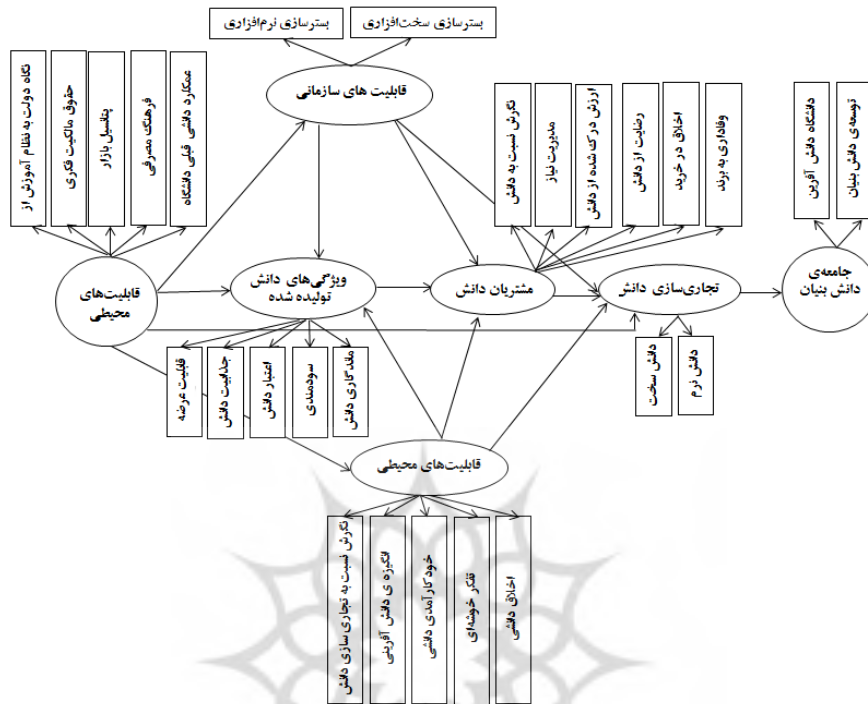 بسترسازی نرم‌افزاری
بسترسازی سخت‌افزاری
قابلیت های سازمانی
نگاه دولت به نظام آموزش از
حقوق مالکیت فکری
پتانسیل بازار
فرهنگ مصرفی
عمکلرد دانشی قبلی دانشگاه
نگرش نسبت به دانش
مدیریت نیاز
ارزش درک شده از دانش
رضایت از دانش
اخلاق در خرید
وفاداری به برند
دانشگاه دانش آفرین
توسعه‌ی دانش بنیان
قابلیت‌های
محیطی
ویژگی‌های دانش
تولیده شده
مشتریان دانش
تجاری‌سازی دانش
جامعه‌ی
دانش بنیان
قابلیت عرضه
جذابیت دانش
اعتبار دانش
سودمندی
ماندگاری دانش
دانش سخت
دانش نرم
قابلیت‌های محیطی
نگرش نسبت به تجاری سازی دانش
انگیزه ی دانش آفرینی
خودکارآمدی دانشی
تفکر خوشه‌ای
اخلاق دانشی